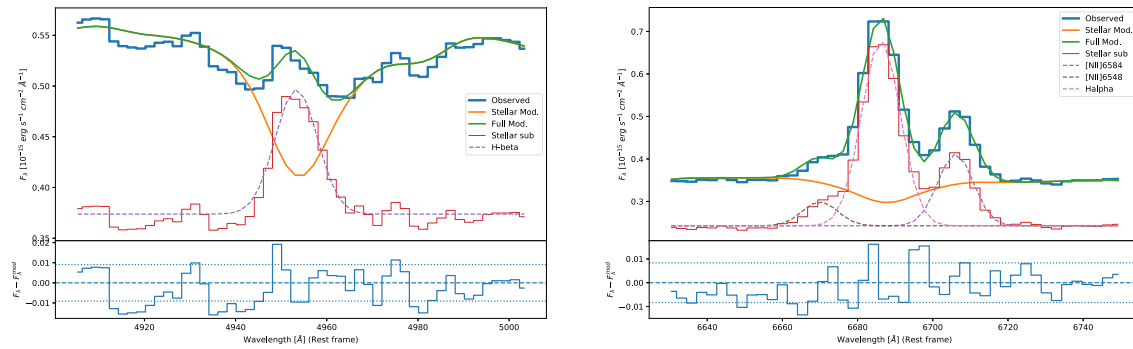 0.55
0.50
0.45
0.40
0.35
F_λ [10⁻¹⁵ erg s⁻¹ cm⁻² Å⁻¹]
Observed
Stellar Mod.
Full Mod.
Stellar sub
H-beta
0.02
0.01
0.00
−0.01
F_λ − F_λ^mod
4920
4940
4960
4980
5000
Wavelength [Å] (Rest frame)
0.7
0.6
0.5
0.4
0.3
F_λ [10⁻¹⁵ erg s⁻¹ cm⁻² Å⁻¹]
Observed
Stellar Mod.
Full Mod.
Stellar sub
[NII]6584
[NII]6548
Halpha
0.01
0.00
−0.01
F_λ − F_λ^mod
6640
6660
6680
6700
6720
6740
Wavelength [Å] (Rest frame)